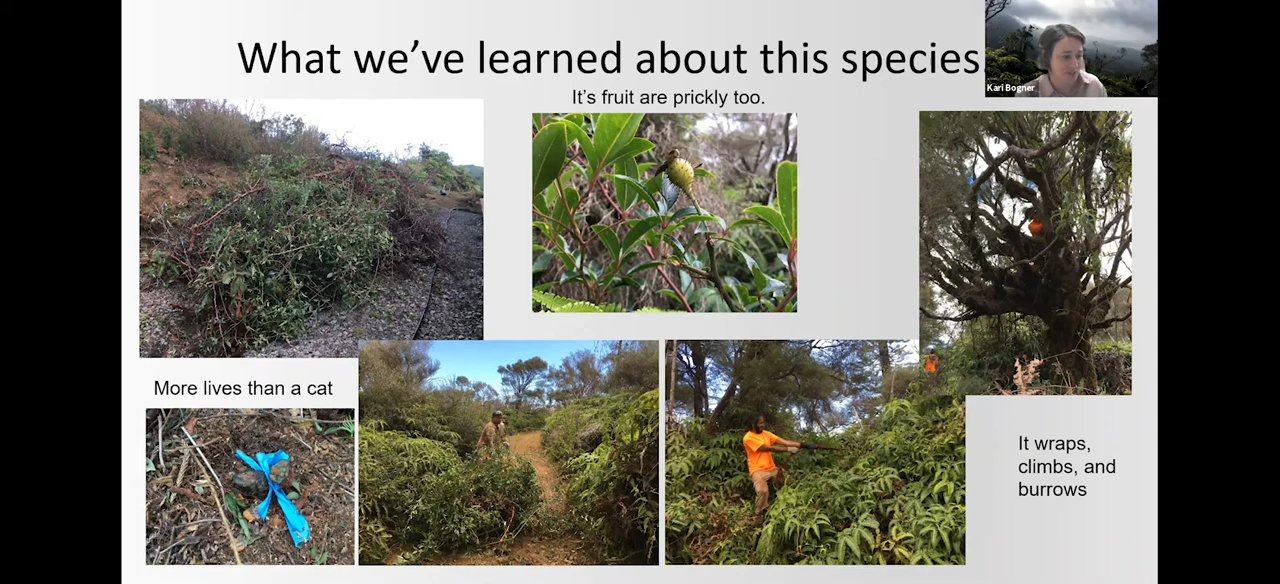 What we've learned about this species.
Kari Bogner
It's fruit are prickly too.
More lives than a cat
It wraps,
climbs, and
burrows